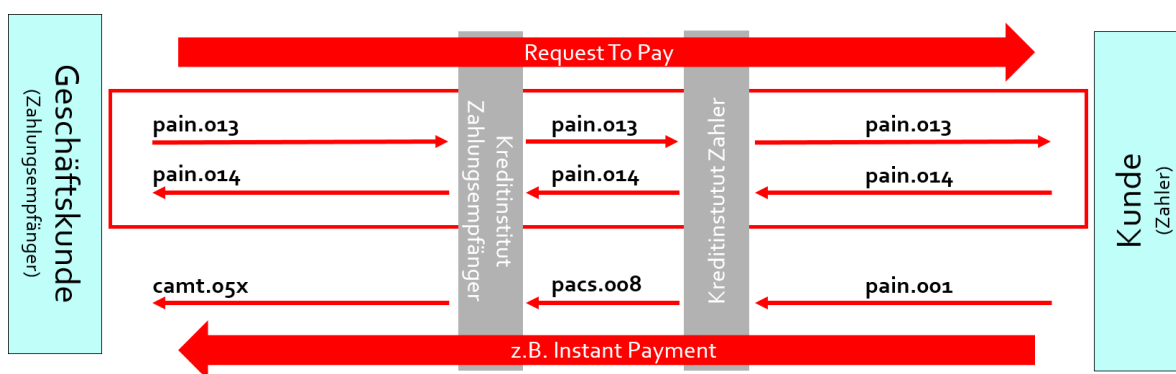 Request To Pay
Geschäftskunde
(Zahlungsempfänger)
Kreditinstitut
Zahlungsempfänger
Kreditinstutut Zahler
Kunde
(Zahler)
pain.013
pain.013
pain.013
pain.014
pain.014
pain.014
camt.05x
pacs.008
pain.001
z.B. Instant Payment